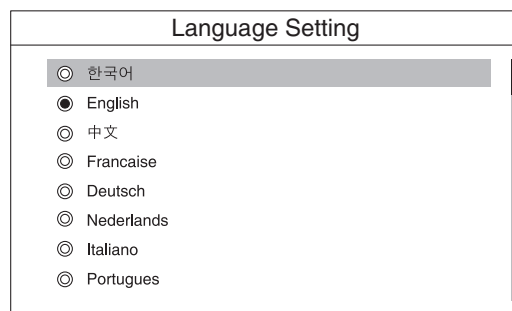 Language Setting
한국어
English
中文
Francaise
Deutsch
Nederlands
Italiano
Portugues